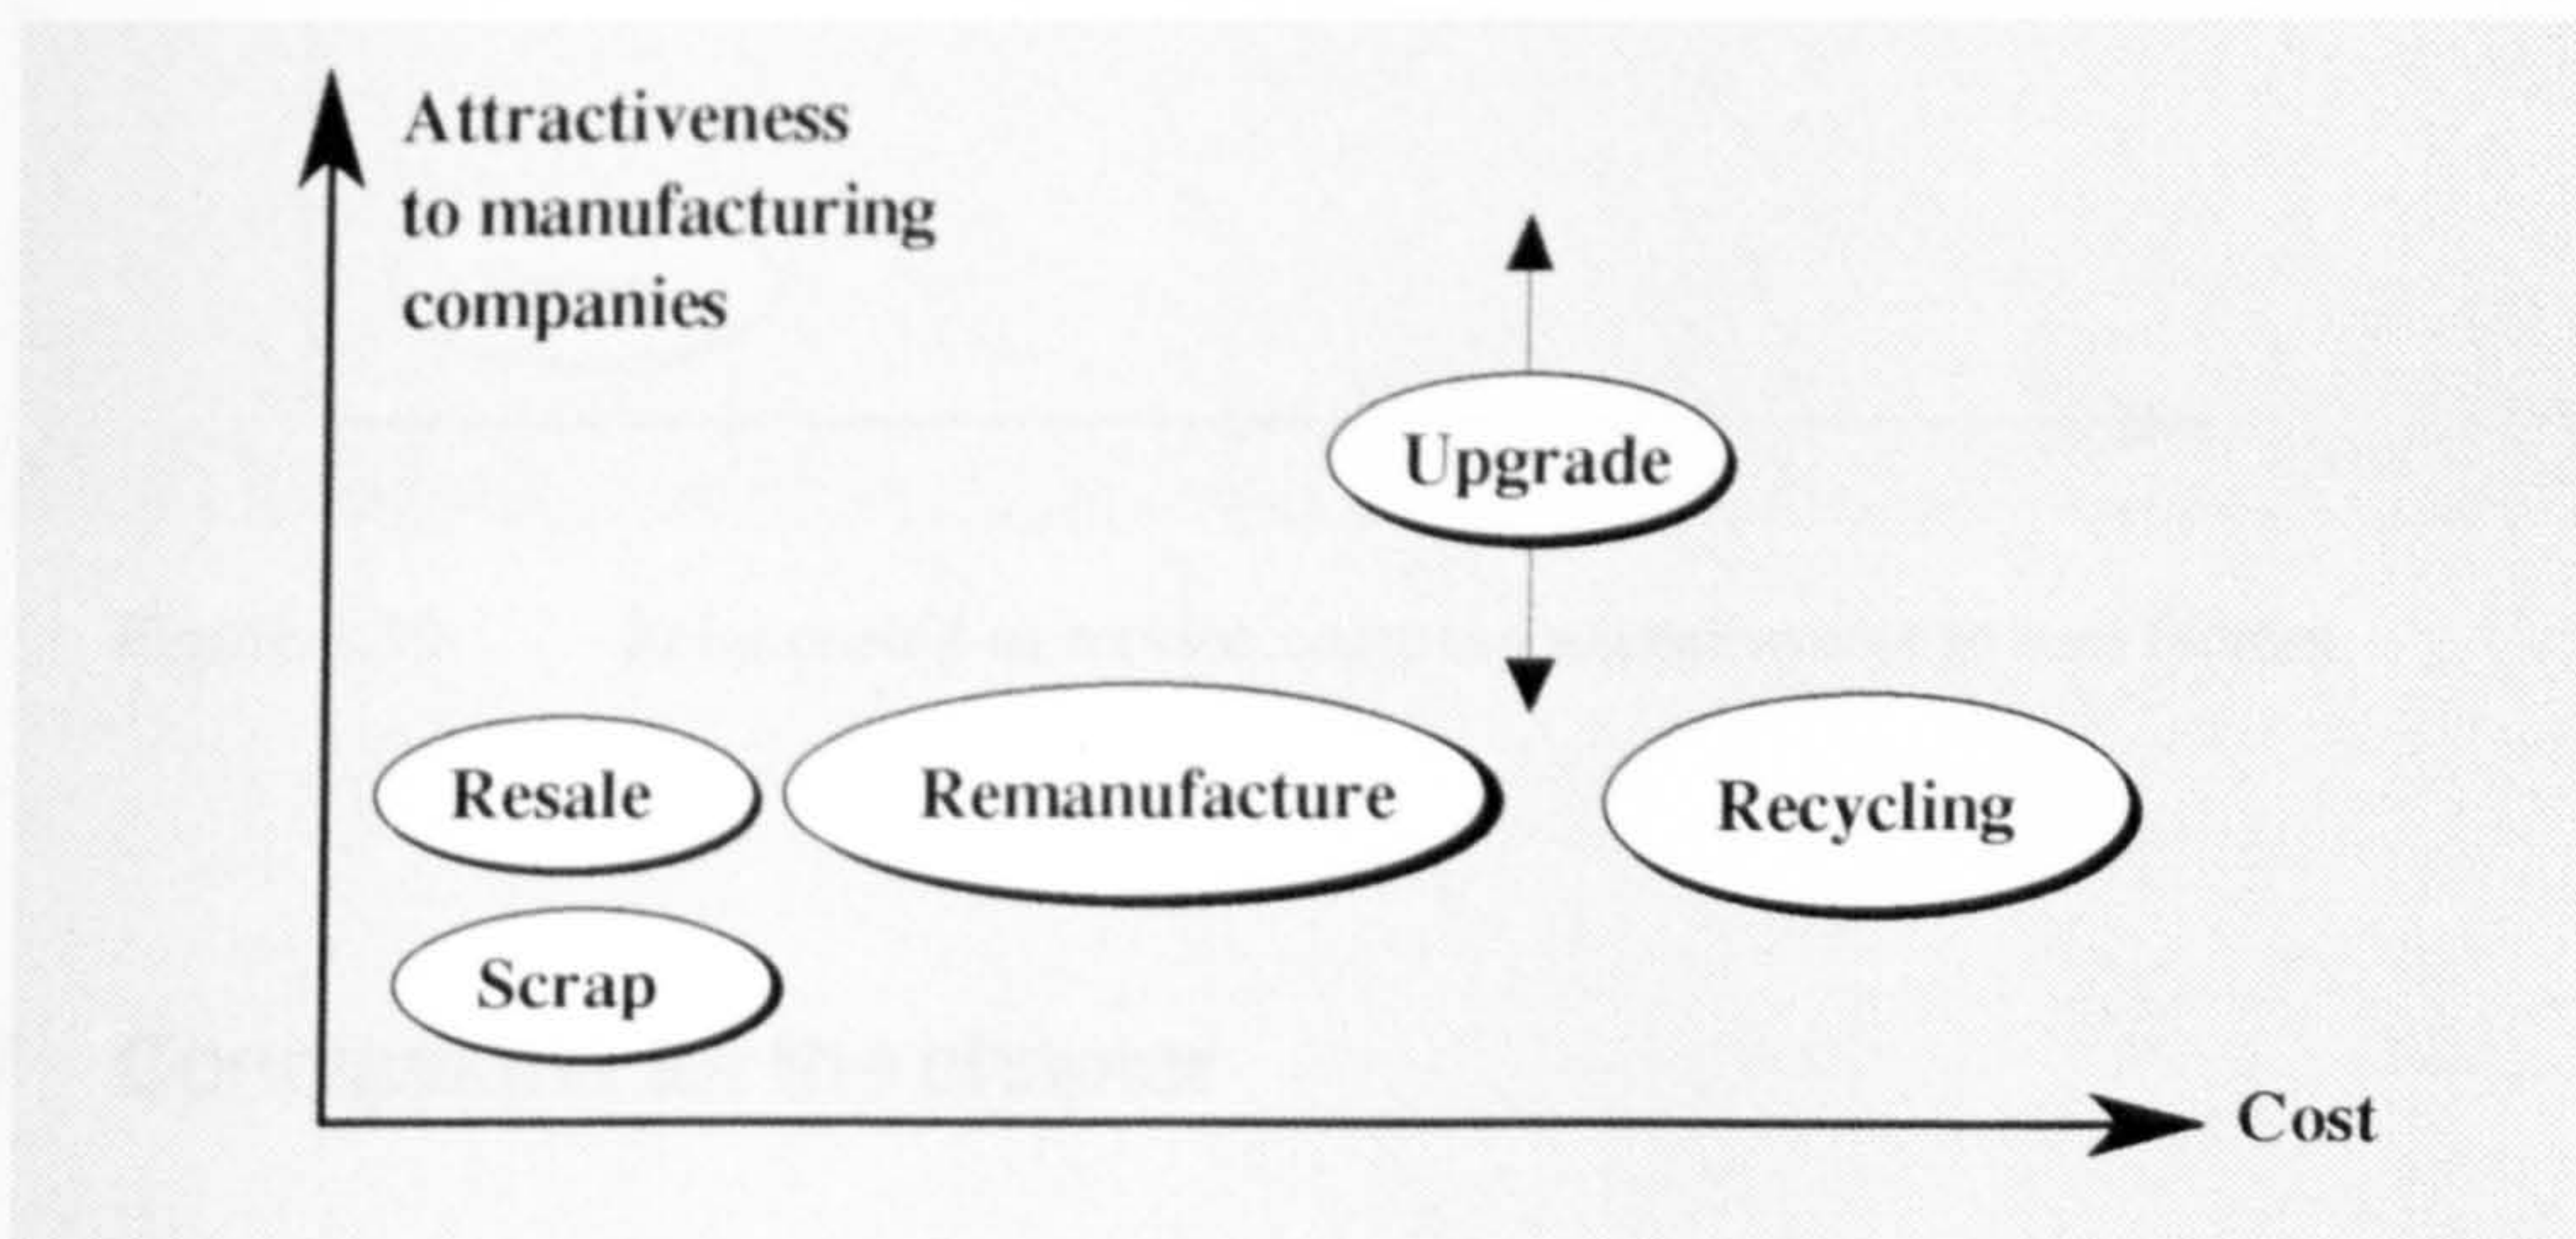 Attractiveness
to manufacturing
companies
Upgrade
Resale
Remanufacture
Recycling
Scrap
Cost